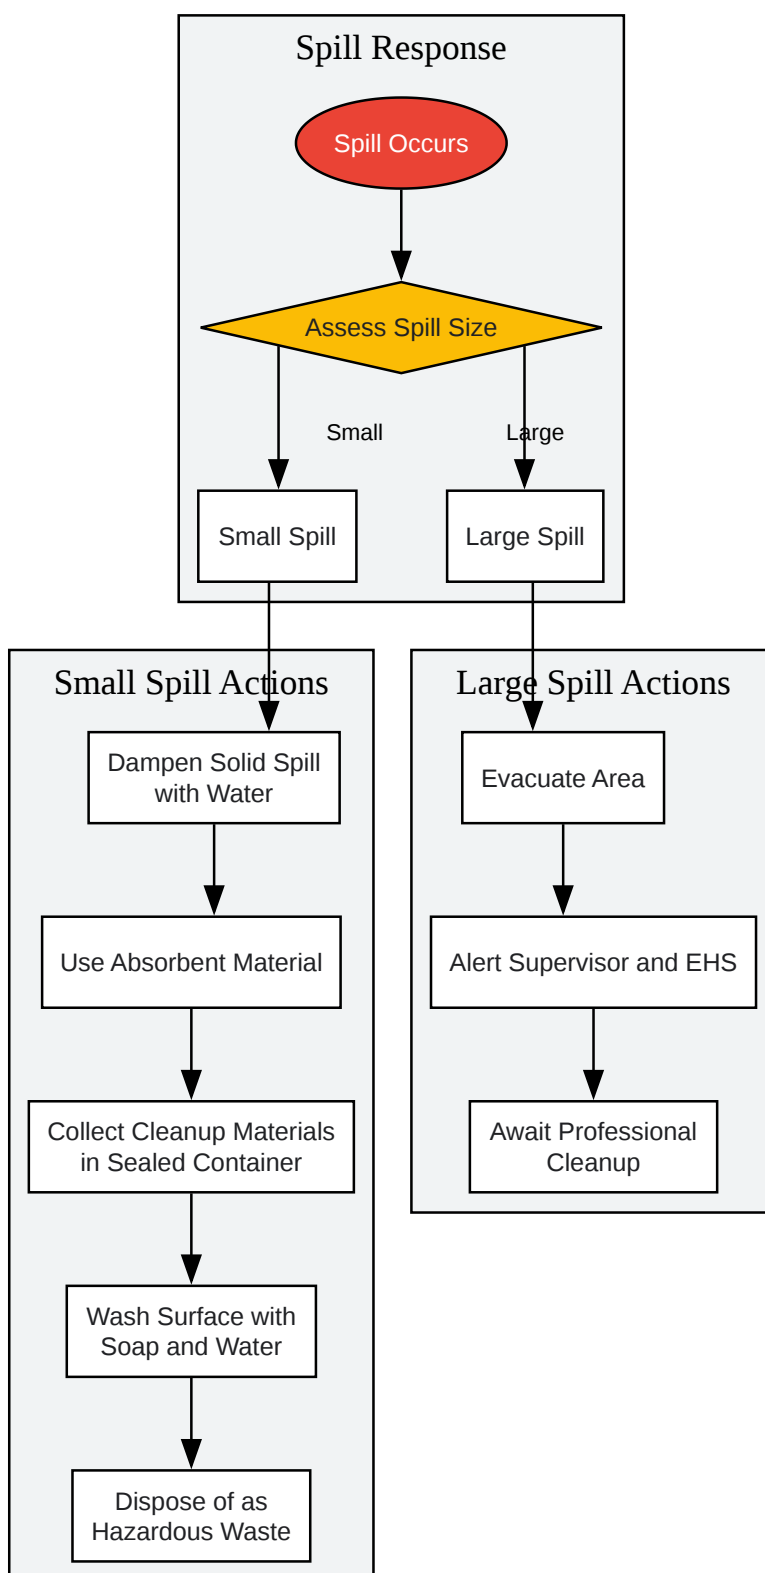 Spill Response
Spill Occurs
Assess Spill Size
Small
Large
Small Spill
Large Spill
Small Spill Actions
Dampen Solid Spill
with Water
Use Absorbent Material
Collect Cleanup Materials
in Sealed Container
Wash Surface with
Soap and Water
Dispose of as
Hazardous Waste
Large Spill Actions
Evacuate Area
Alert Supervisor and EHS
Await Professional
Cleanup